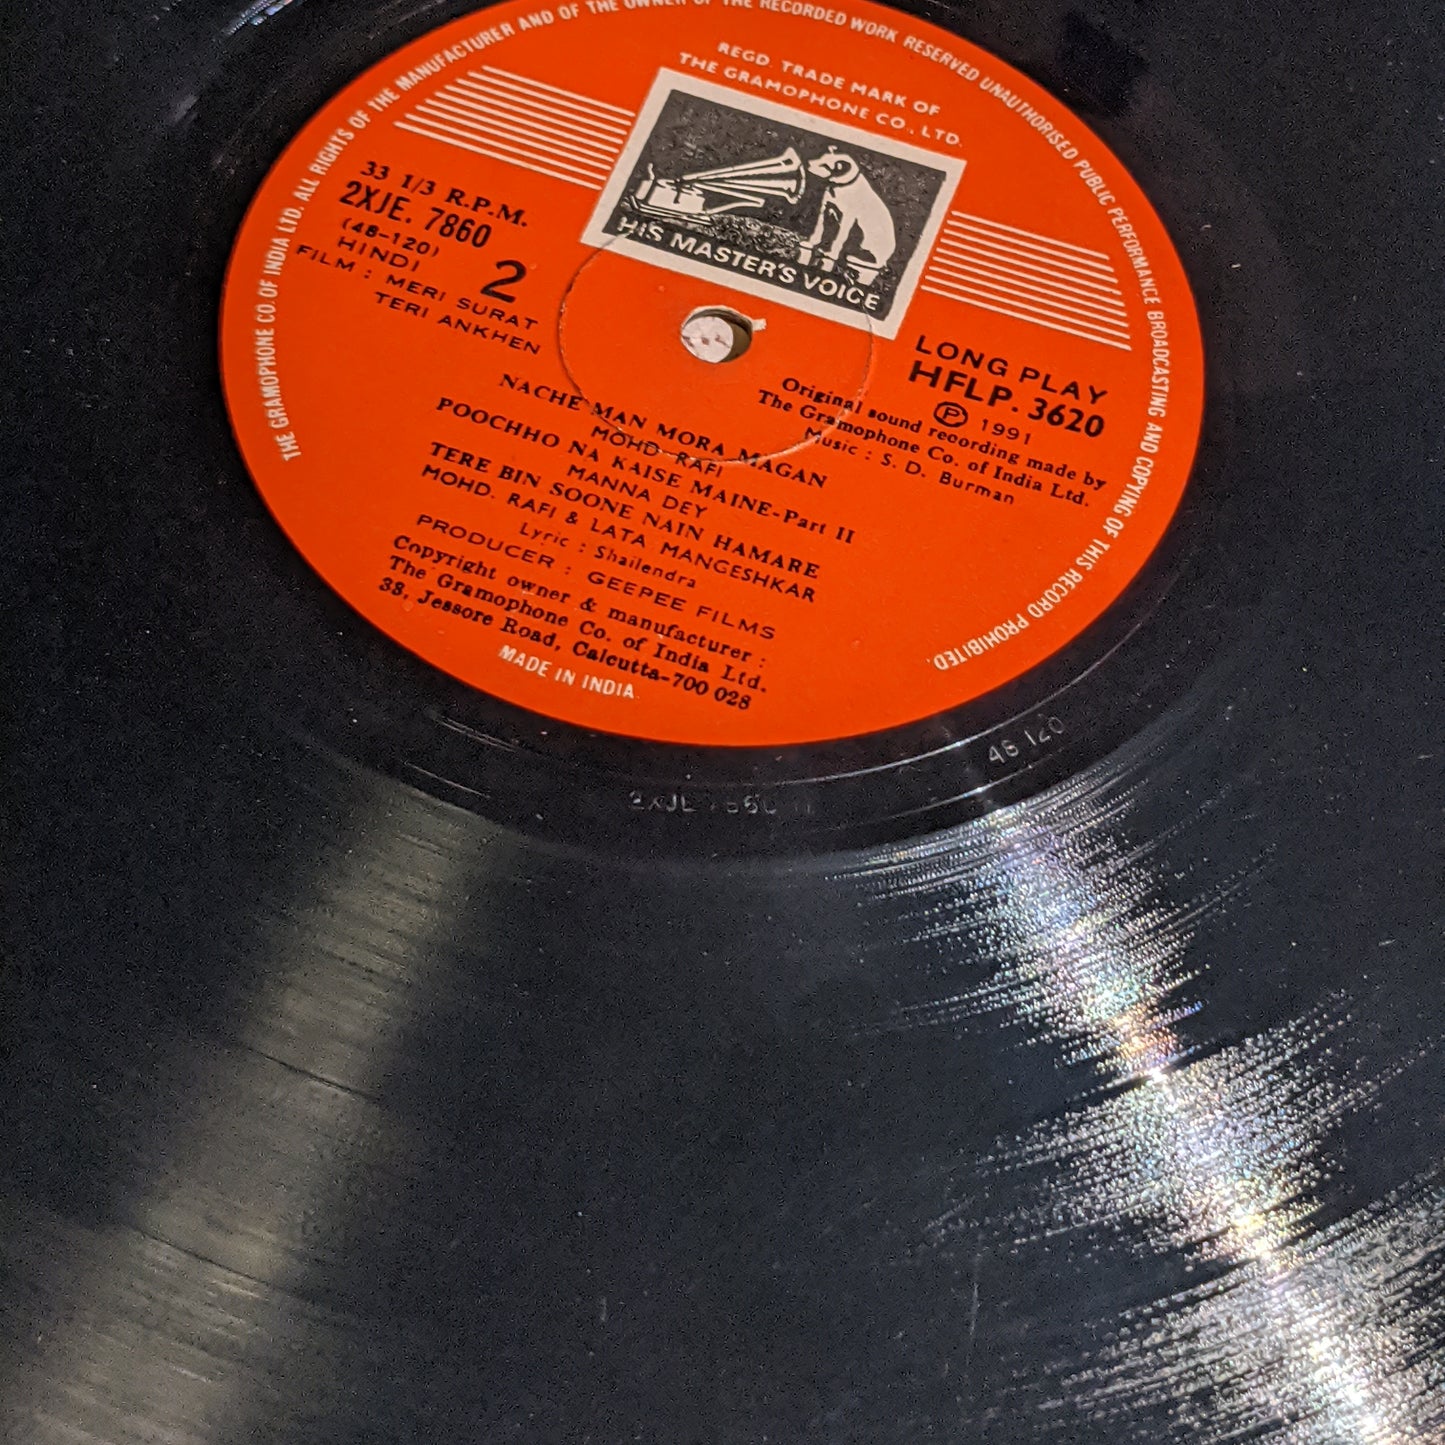 THE GRAMOPHONE CO. OF INDIA LTD. ALL RIGHTS OF THE MANUFACTURER AND OF THE OWNER OF THE RECORDED WORK RESERVED UNAUTHORISED PUBLIC PERFORMANCE BROADCASTING AND COPYING OF THIS RECORD PROHIBITED.
REGD. TRADE MARK OF
THE GRAMOPHONE CO., LTD.
HIS MASTER'S VOICE
33 1/3 R.P.M.
2XJE. 7860
(48-120)
HINDI
2
FILM : MERI SURAT
TERI ANKHEN
LONG PLAY
HFLP. 3620
Ⓟ 1991
Original sound recording made by
The Gramophone Co. of India Ltd.
Music : S. D. Burman
NACHE MAN MORA MAGAN
MOHD. RAFI
POOCHHO NA KAISE MAINE-Part II
MANNA DEY
TERE BIN SOONE NAIN HAMARE
MOHD. RAFI & LATA MANGESHKAR
Lyric : Shailendra
PRODUCER : GEEPEE FILMS
Copyright owner & manufacturer :
The Gramophone Co. of India Ltd.
33, Jessore Road, Calcutta-700 028
MADE IN INDIA
48 120
2XJE 7860